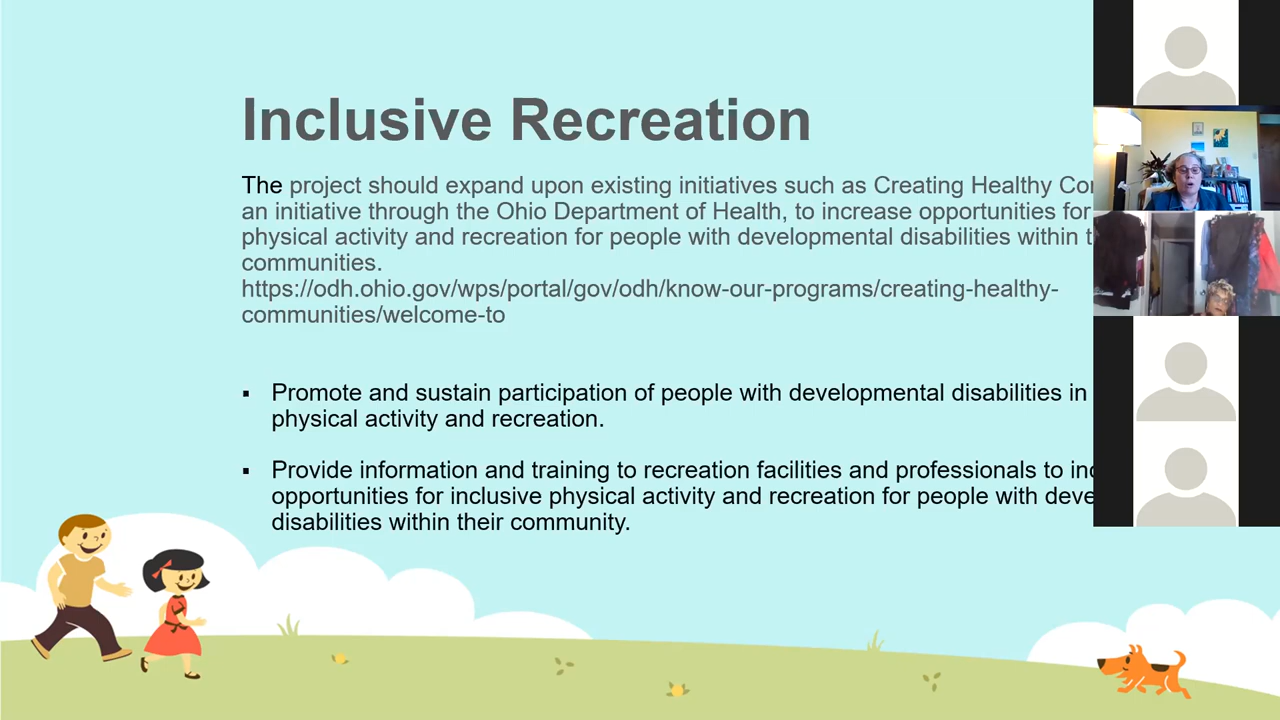 Inclusive Recreation
The project should expand upon existing initiatives such as Creating Healthy
an initiative through the Ohio Department of Health, to increase opportunities for
physical activity and recreation for people with developmental disabilities within
communities.
https://odh.ohio.gov/wps/portal/gov/odh/know-our-programs/creating-healthy-
communities/welcome-to
▪ Promote and sustain participation of people with developmental disabilities in
physical activity and recreation.
▪ Provide information and training to recreation facilities and professionals to
opportunities for inclusive physical activity and recreation for people with
disabilities within their community.